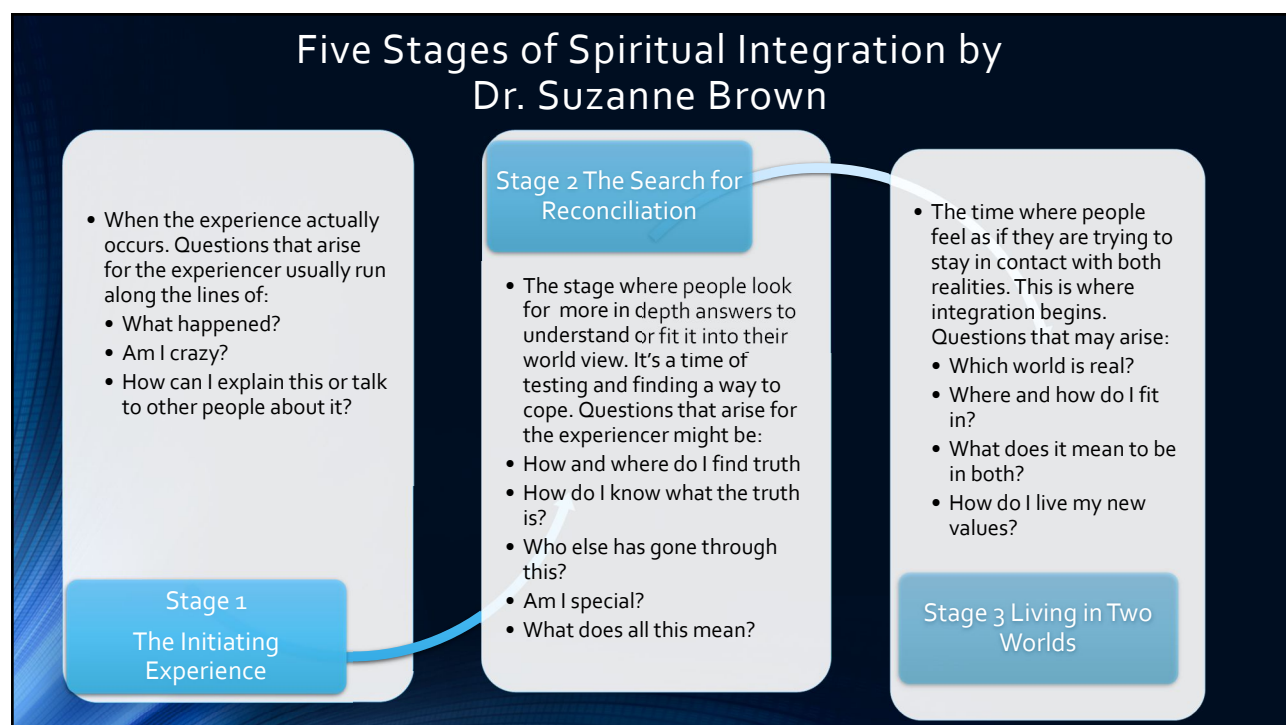 Five Stages of Spiritual Integration by
Dr. Suzanne Brown
• When the experience actually
occurs. Questions that arise
for the experiencer usually run
along the lines of:
• What happened?
• Am I crazy?
• How can I explain this or talk
to other people about it?
Stage 1
The Initiating
Experience
Stage 2 The Search for
Reconciliation
• The stage where people look
for more in depth answers to
understand or fit it into their
world view. It’s a time of
testing and finding a way to
cope. Questions that arise for
the experiencer might be:
• How and where do I find truth
• How do I know what the truth
is?
• Who else has gone through
this?
• Am I special?
• What does all this mean?
• The time where people
feel as if they are trying to
stay in contact with both
realities. This is where
integration begins.
Questions that may arise:
• Which world is real?
• Where and how do I fit
in?
• What does it mean to be
in both?
• How do I live my new
values?
Stage 3 Living in Two
Worlds